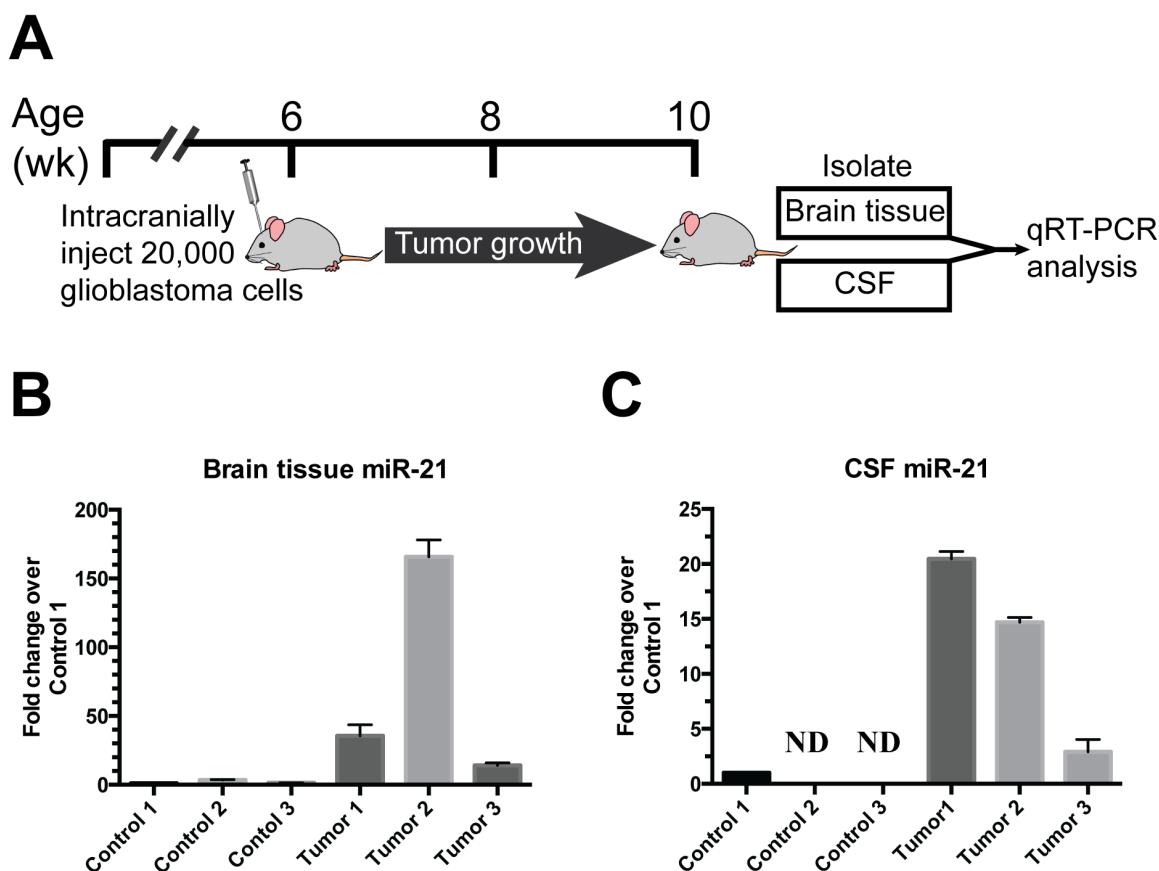 A
Age
(wk)
6
8
10
Intracranially
inject 20,000
glioblastoma cells
Tumor growth
Isolate
Brain tissue
CSF
qRT-PCR
analysis
B
Brain tissue miR-21
Fold change over
Control 1
200
150
100
50
0
Control 1
Control 2
Contol 3
Tumor 1
Tumor 2
Tumor 3
C
CSF miR-21
Fold change over
Control 1
25
20
15
10
5
0
ND
ND
Control 1
Control 2
Control 3
Tumor1
Tumor 2
Tumor 3